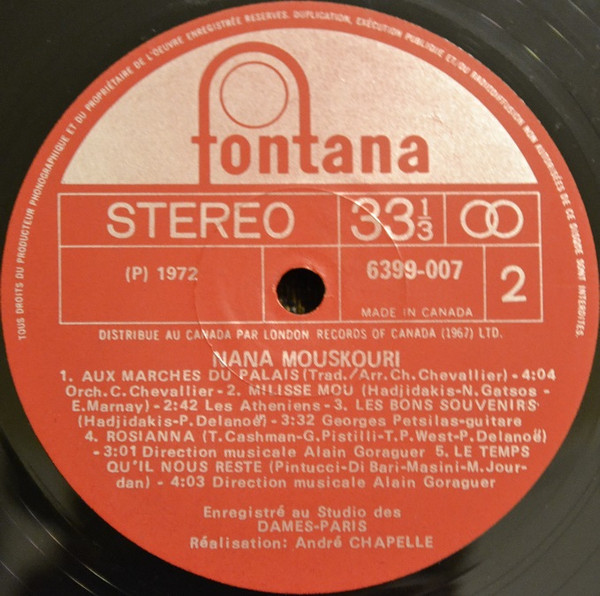 TOUS DROITS DU PRODUCTEUR PHONOGRAPHIQUE ET DU PROPRIÉTAIRE DE L'OEUVRE ENREGISTRÉE RESERVES. DUPLICATION, EXÉCUTION PUBLIQUE ET/OU RADIODIFFUSION NON AUTORISÉES DE CE DISQUE SONT INTERDITES.
fontana
STEREO 33 1/3
(P) 1972 6399-007 2
MADE IN CANADA
DISTRIBUE AU CANADA PAR LONDON RECORDS OF CANADA (1967) LTD.
NANA MOUSKOURI
1. AUX MARCHES DU PALAIS (Trad./Arr. Ch. Chevallier) - 4:04
Orch. C. Chevallier - 2. MILISSE MOU (Hadjidakis-N. Gatsos -
E. Marnay) - 2:42 Les Atheniens - 3. LES BONS SOUVENIRS
(Hadjidakis-P. Delanoë) - 3:32 Georges Petsilas-guitare
4. ROSIANNA (T. Cashman-G. Pistilli-T. P. West-P. Delanoë)
- 3:01 Direction musicale Alain Goraguer 5. LE TEMPS
QU'IL NOUS RESTE (Pintucci-Di Bari-Masini-M. Jour-
dan) - 4:03 Direction musicale Alain Goraguer
Enregistré au Studio des
DAMES-PARIS
Réalisation: André CHAPELLE